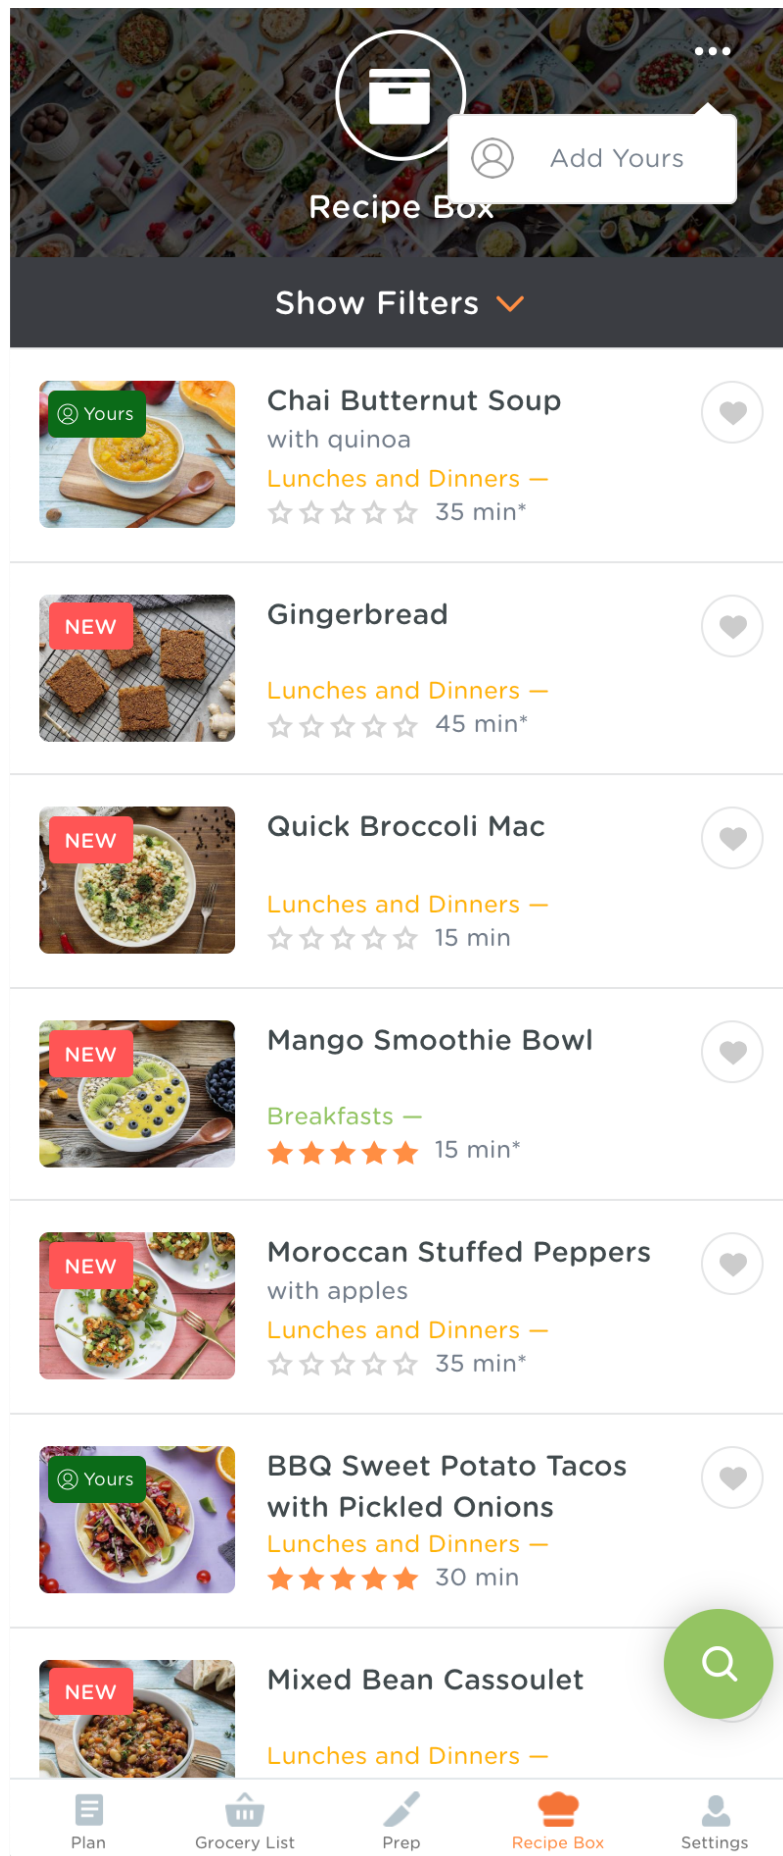 Add Yours
Recipe Box
Show Filters
Yours
Chai Butternut Soup
with quinoa
Lunches and Dinners —
35 min*
NEW
Gingerbread
Lunches and Dinners —
45 min*
NEW
Quick Broccoli Mac
Lunches and Dinners —
15 min
NEW
Mango Smoothie Bowl
Breakfasts —
15 min*
NEW
Moroccan Stuffed Peppers
with apples
Lunches and Dinners —
35 min*
Yours
BBQ Sweet Potato Tacos
with Pickled Onions
Lunches and Dinners —
30 min
NEW
Mixed Bean Cassoulet
Lunches and Dinners —
Plan
Grocery List
Prep
Recipe Box
Settings